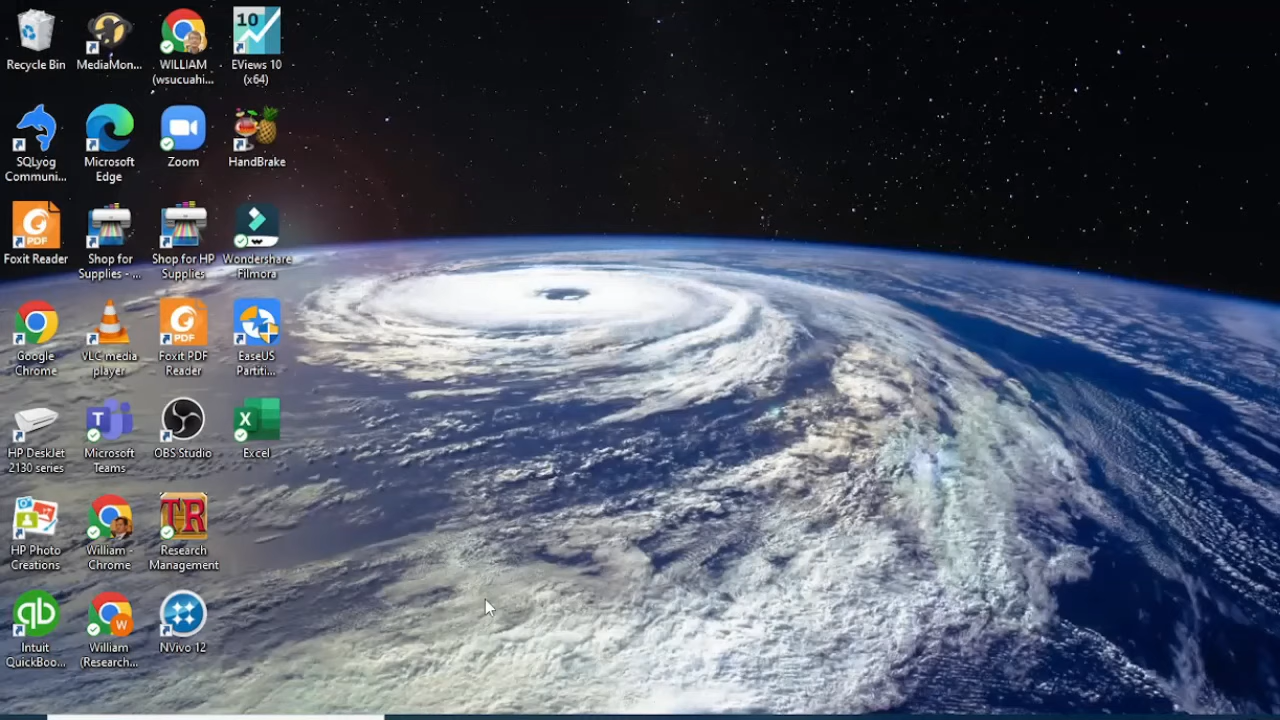 Recycle Bin
MediaMon...
WILLIAM
(wsucuahi...
10
EViews 10
(x64)
SQLyog
Communi...
Microsoft
Edge
Zoom
HandBrake
PDF
Foxit Reader
Shop for
Supplies - ...
Shop for HP
Supplies
Wondershare
Filmora
Google
Chrome
VLC media
player
PDF
Foxit PDF
Reader
EaseUS
Partiti...
HP DeskJet
2130 series
T
Microsoft
Teams
OBS Studio
X
Excel
HP Photo
Creations
William -
Chrome
TR
Research
Management
qb
Intuit
QuickBoo...
W
William
(Research...
NVivo 12